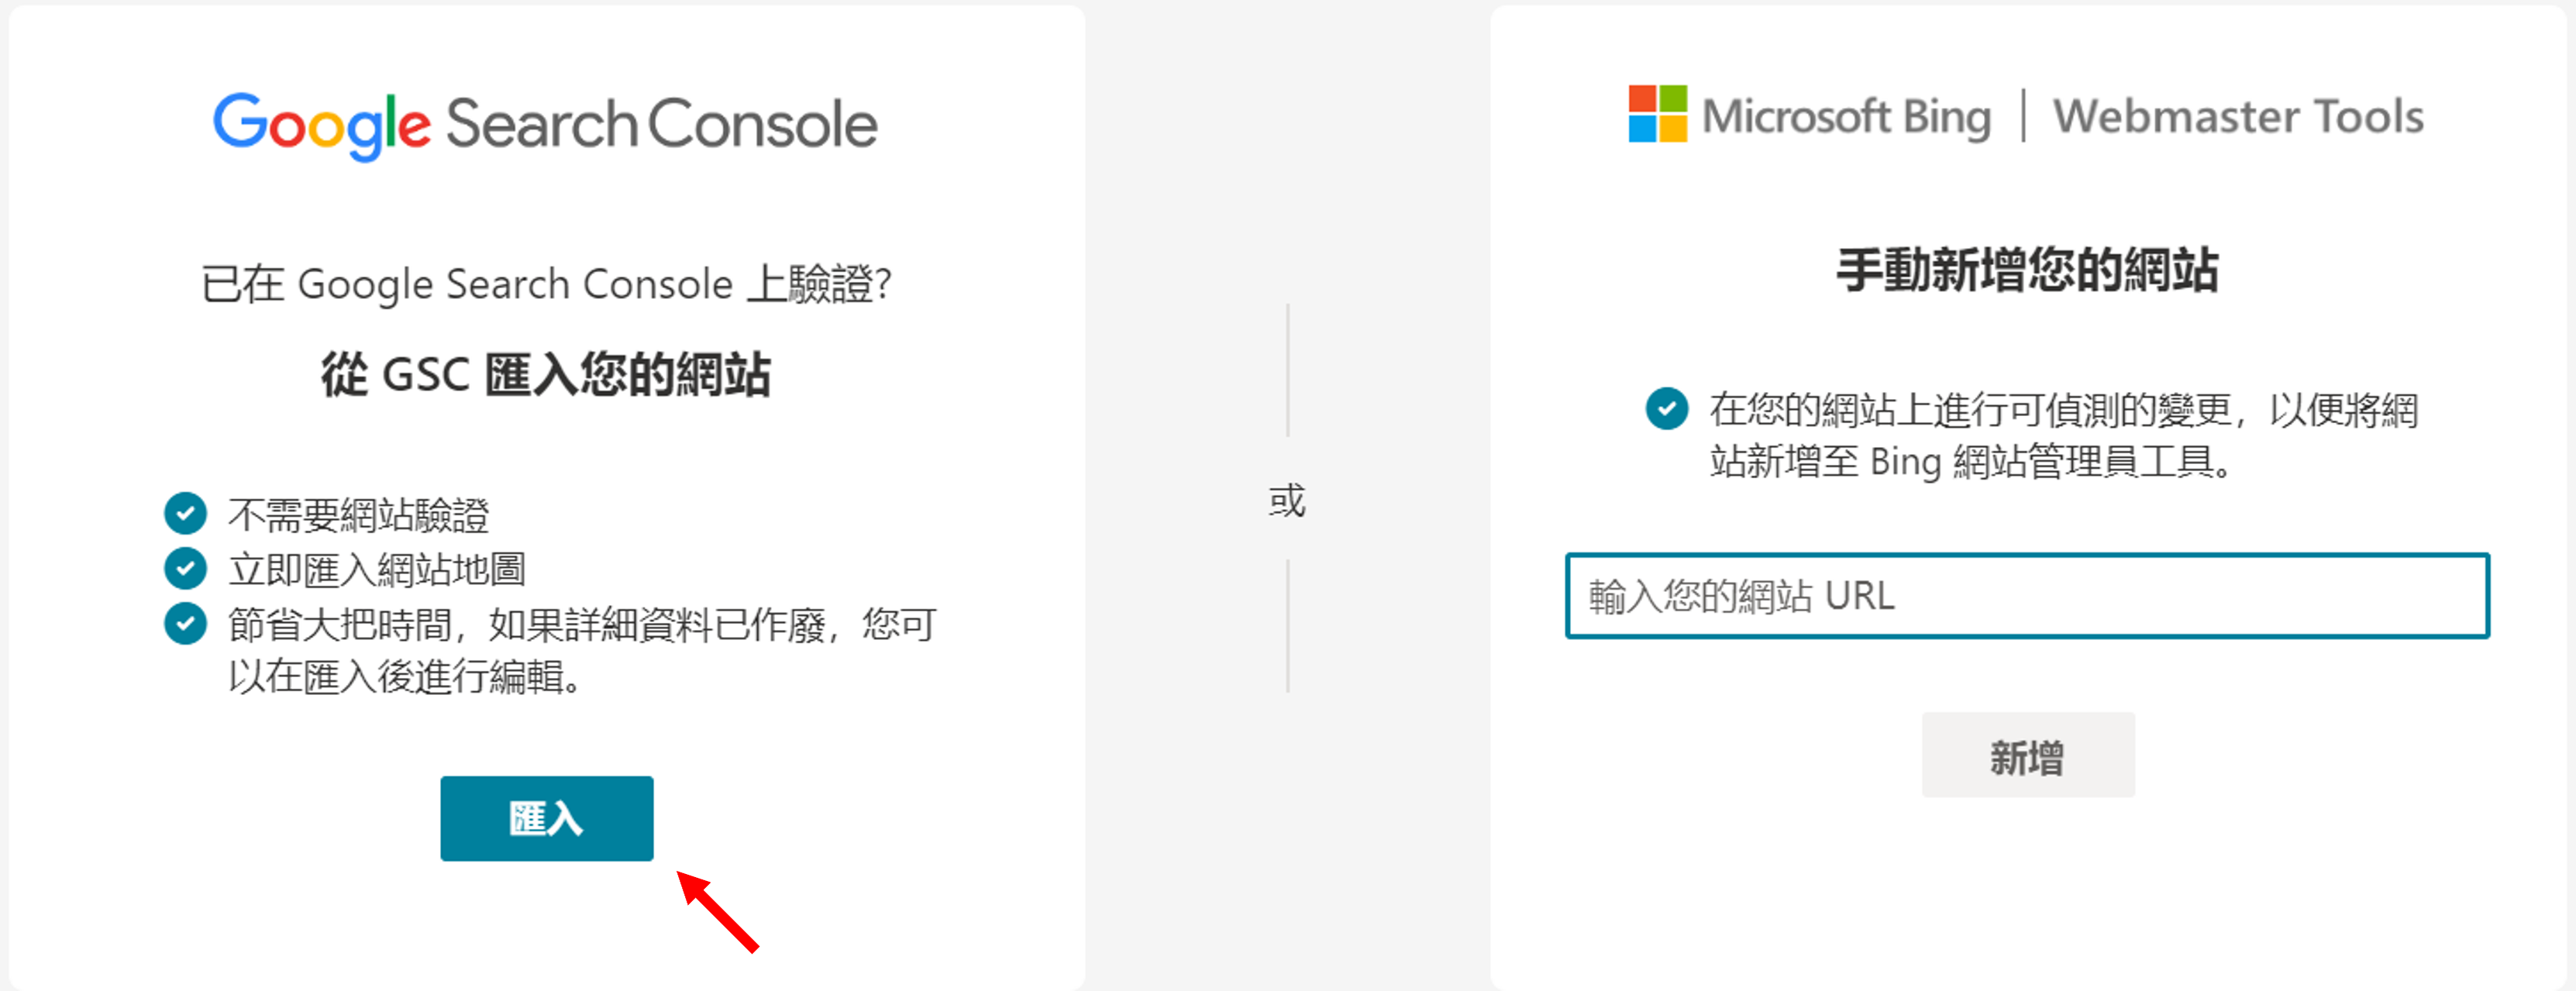 Google Search Console
已在 Google Search Console 上驗證?
從 GSC 匯入您的網站
不需要網站驗證
立即匯入網站地圖
節省大把時間，如果詳細資料已作廢，您可
以在匯入後進行編輯。
匯入
或
Microsoft Bing | Webmaster Tools
手動新增您的網站
在您的網站上進行可偵測的變更，以便將網
站新增至 Bing 網站管理員工具。
輸入您的網站 URL
新增